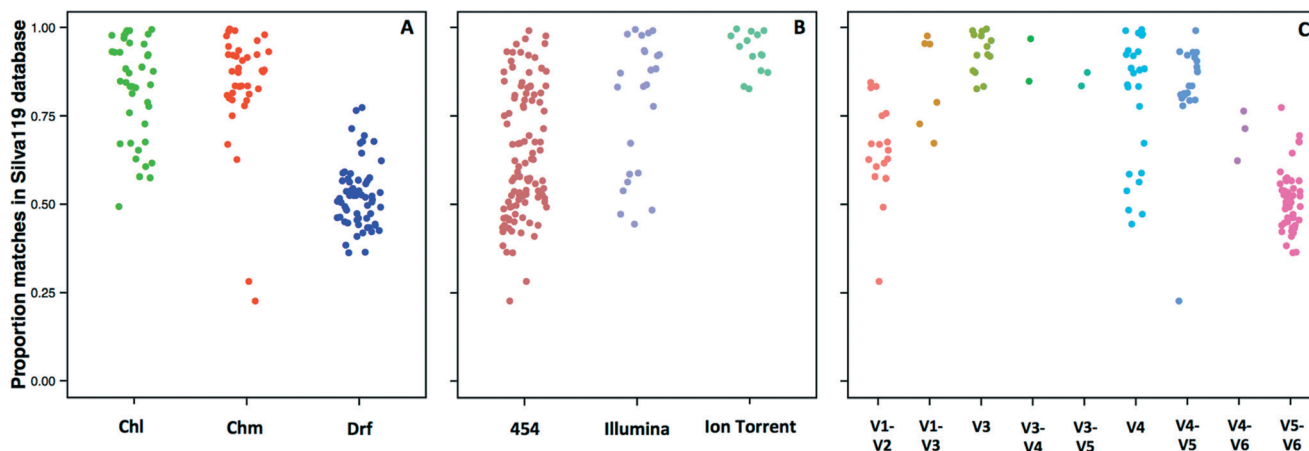 Proportion matches in Silva119 database
1.00
0.75
0.50
0.25
0.00
A
Chl Chm Drf
B
454 Illumina Ion Torrent
C
V1-V2 V1-V3 V3 V3-V4 V3-V5 V4 V4-V5 V4-V6 V5-V6